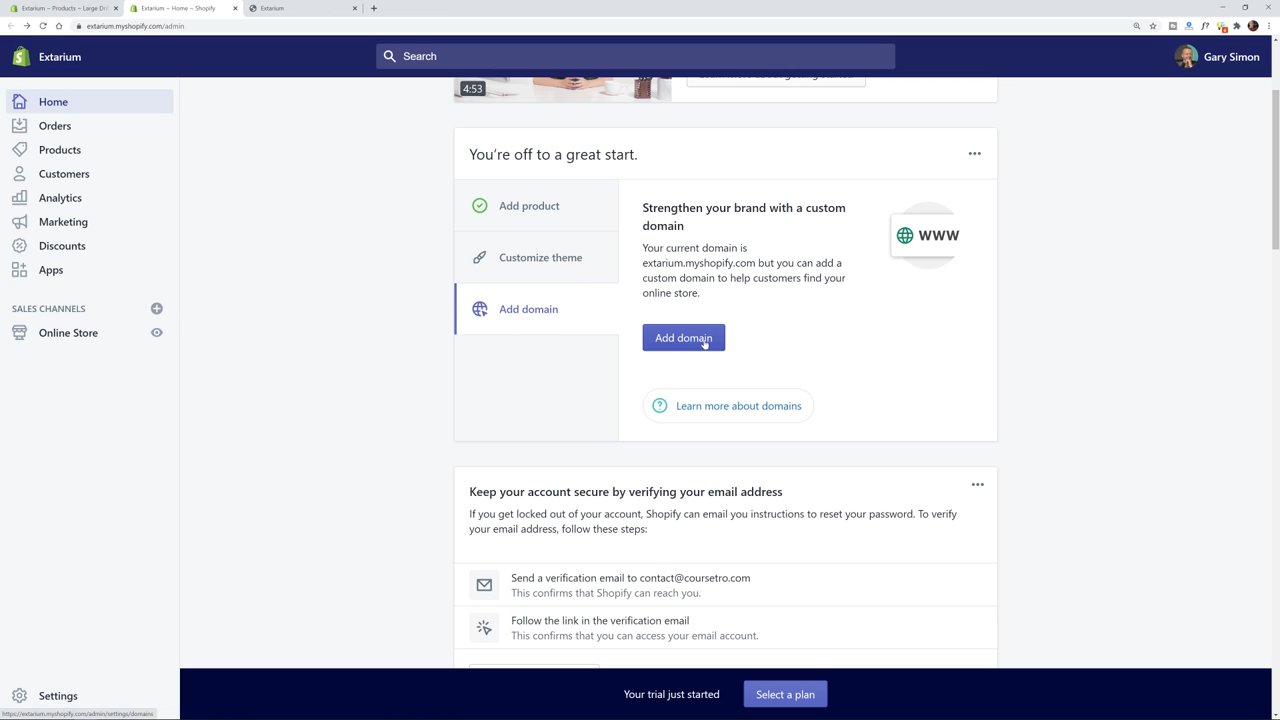 Extarium ~ Products ~ Large Dr
Extarium ~ Home ~ Shopify
Extarium
extarium.myshopify.com/admin
Extarium
Search
Gary Simon
4:53
Home
Orders
Products
Customers
Analytics
Marketing
Discounts
Apps
SALES CHANNELS
Online Store
Settings
You're off to a great start.
Add product
Customize theme
Add domain
Strengthen your brand with a custom
domain
Your current domain is
extarium.myshopify.com but you can add a
custom domain to help customers find your
online store.
WWW
Add domain
Learn more about domains
Keep your account secure by verifying your email address
If you get locked out of your account, Shopify can email you instructions to reset your password. To verify
your email address, follow these steps:
Send a verification email to contact@coursetro.com
This confirms that Shopify can reach you.
Follow the link in the verification email
This confirms that you can access your email account.
Your trial just started
Select a plan
https://extarium.myshopify.com/admin/settings/domains